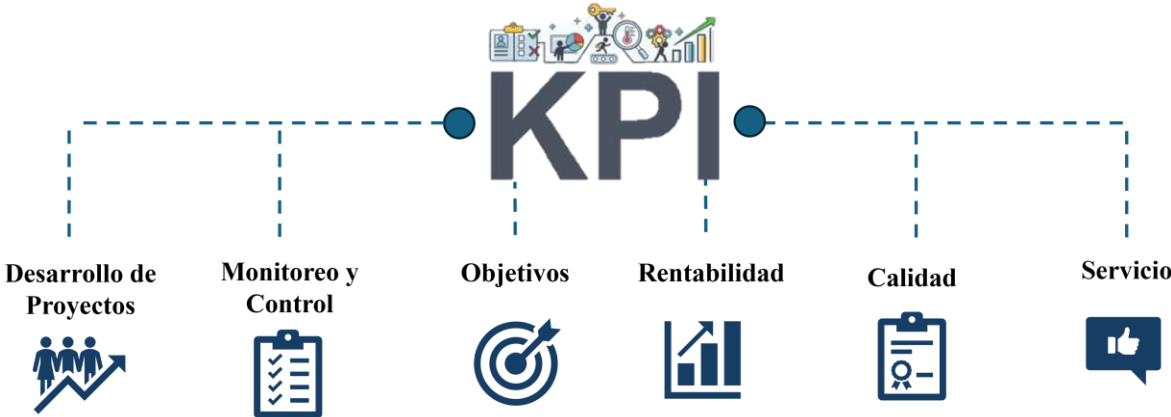 KPI
Desarrollo de
Proyectos
Monitoreo y
Control
Objetivos
Rentabilidad
Calidad
Servicio